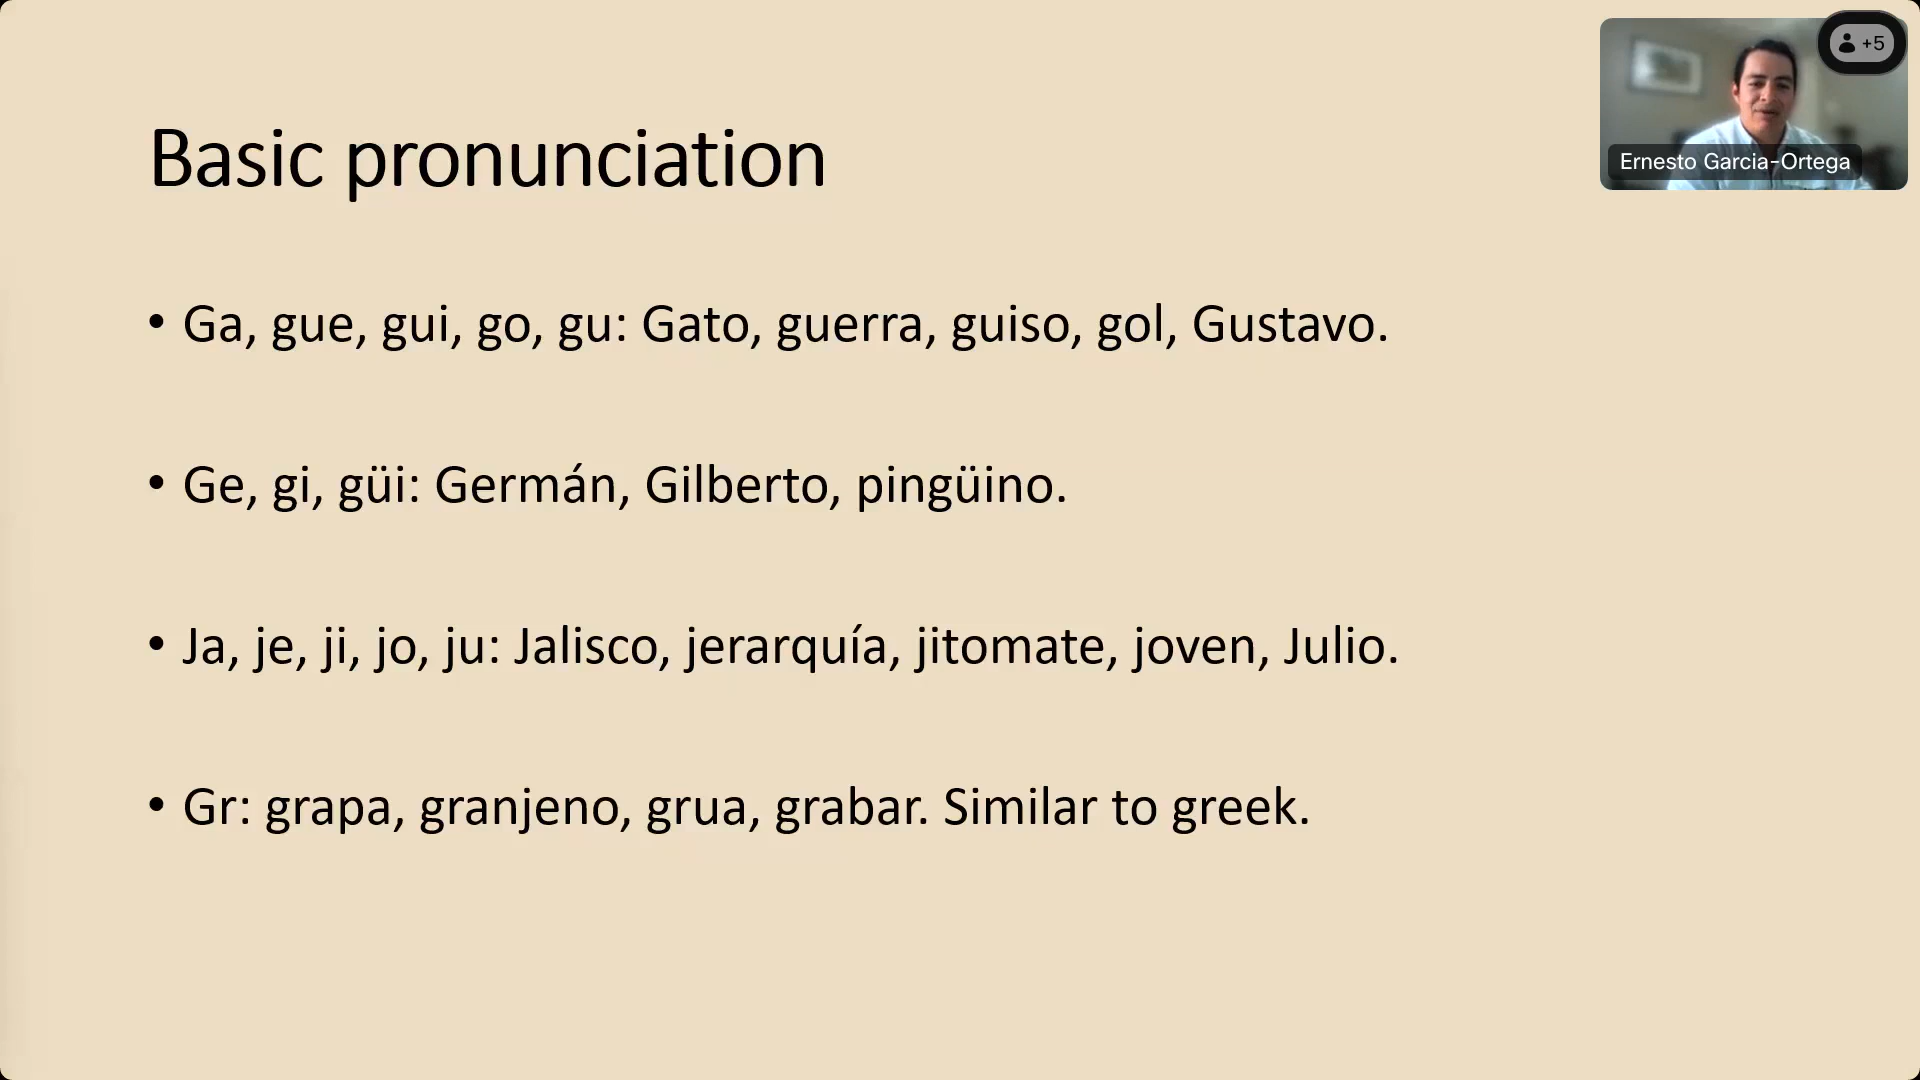 +5
Ernesto Garcia-Ortega
Basic pronunciation
• Ga, gue, gui, go, gu: Gato, guerra, guiso, gol, Gustavo.
• Ge, gi, güi: Germán, Gilberto, pingüino.
• Ja, je, ji, jo, ju: Jalisco, jerarquía, jitomate, joven, Julio.
• Gr: grapa, granjeno, grua, grabar. Similar to greek.